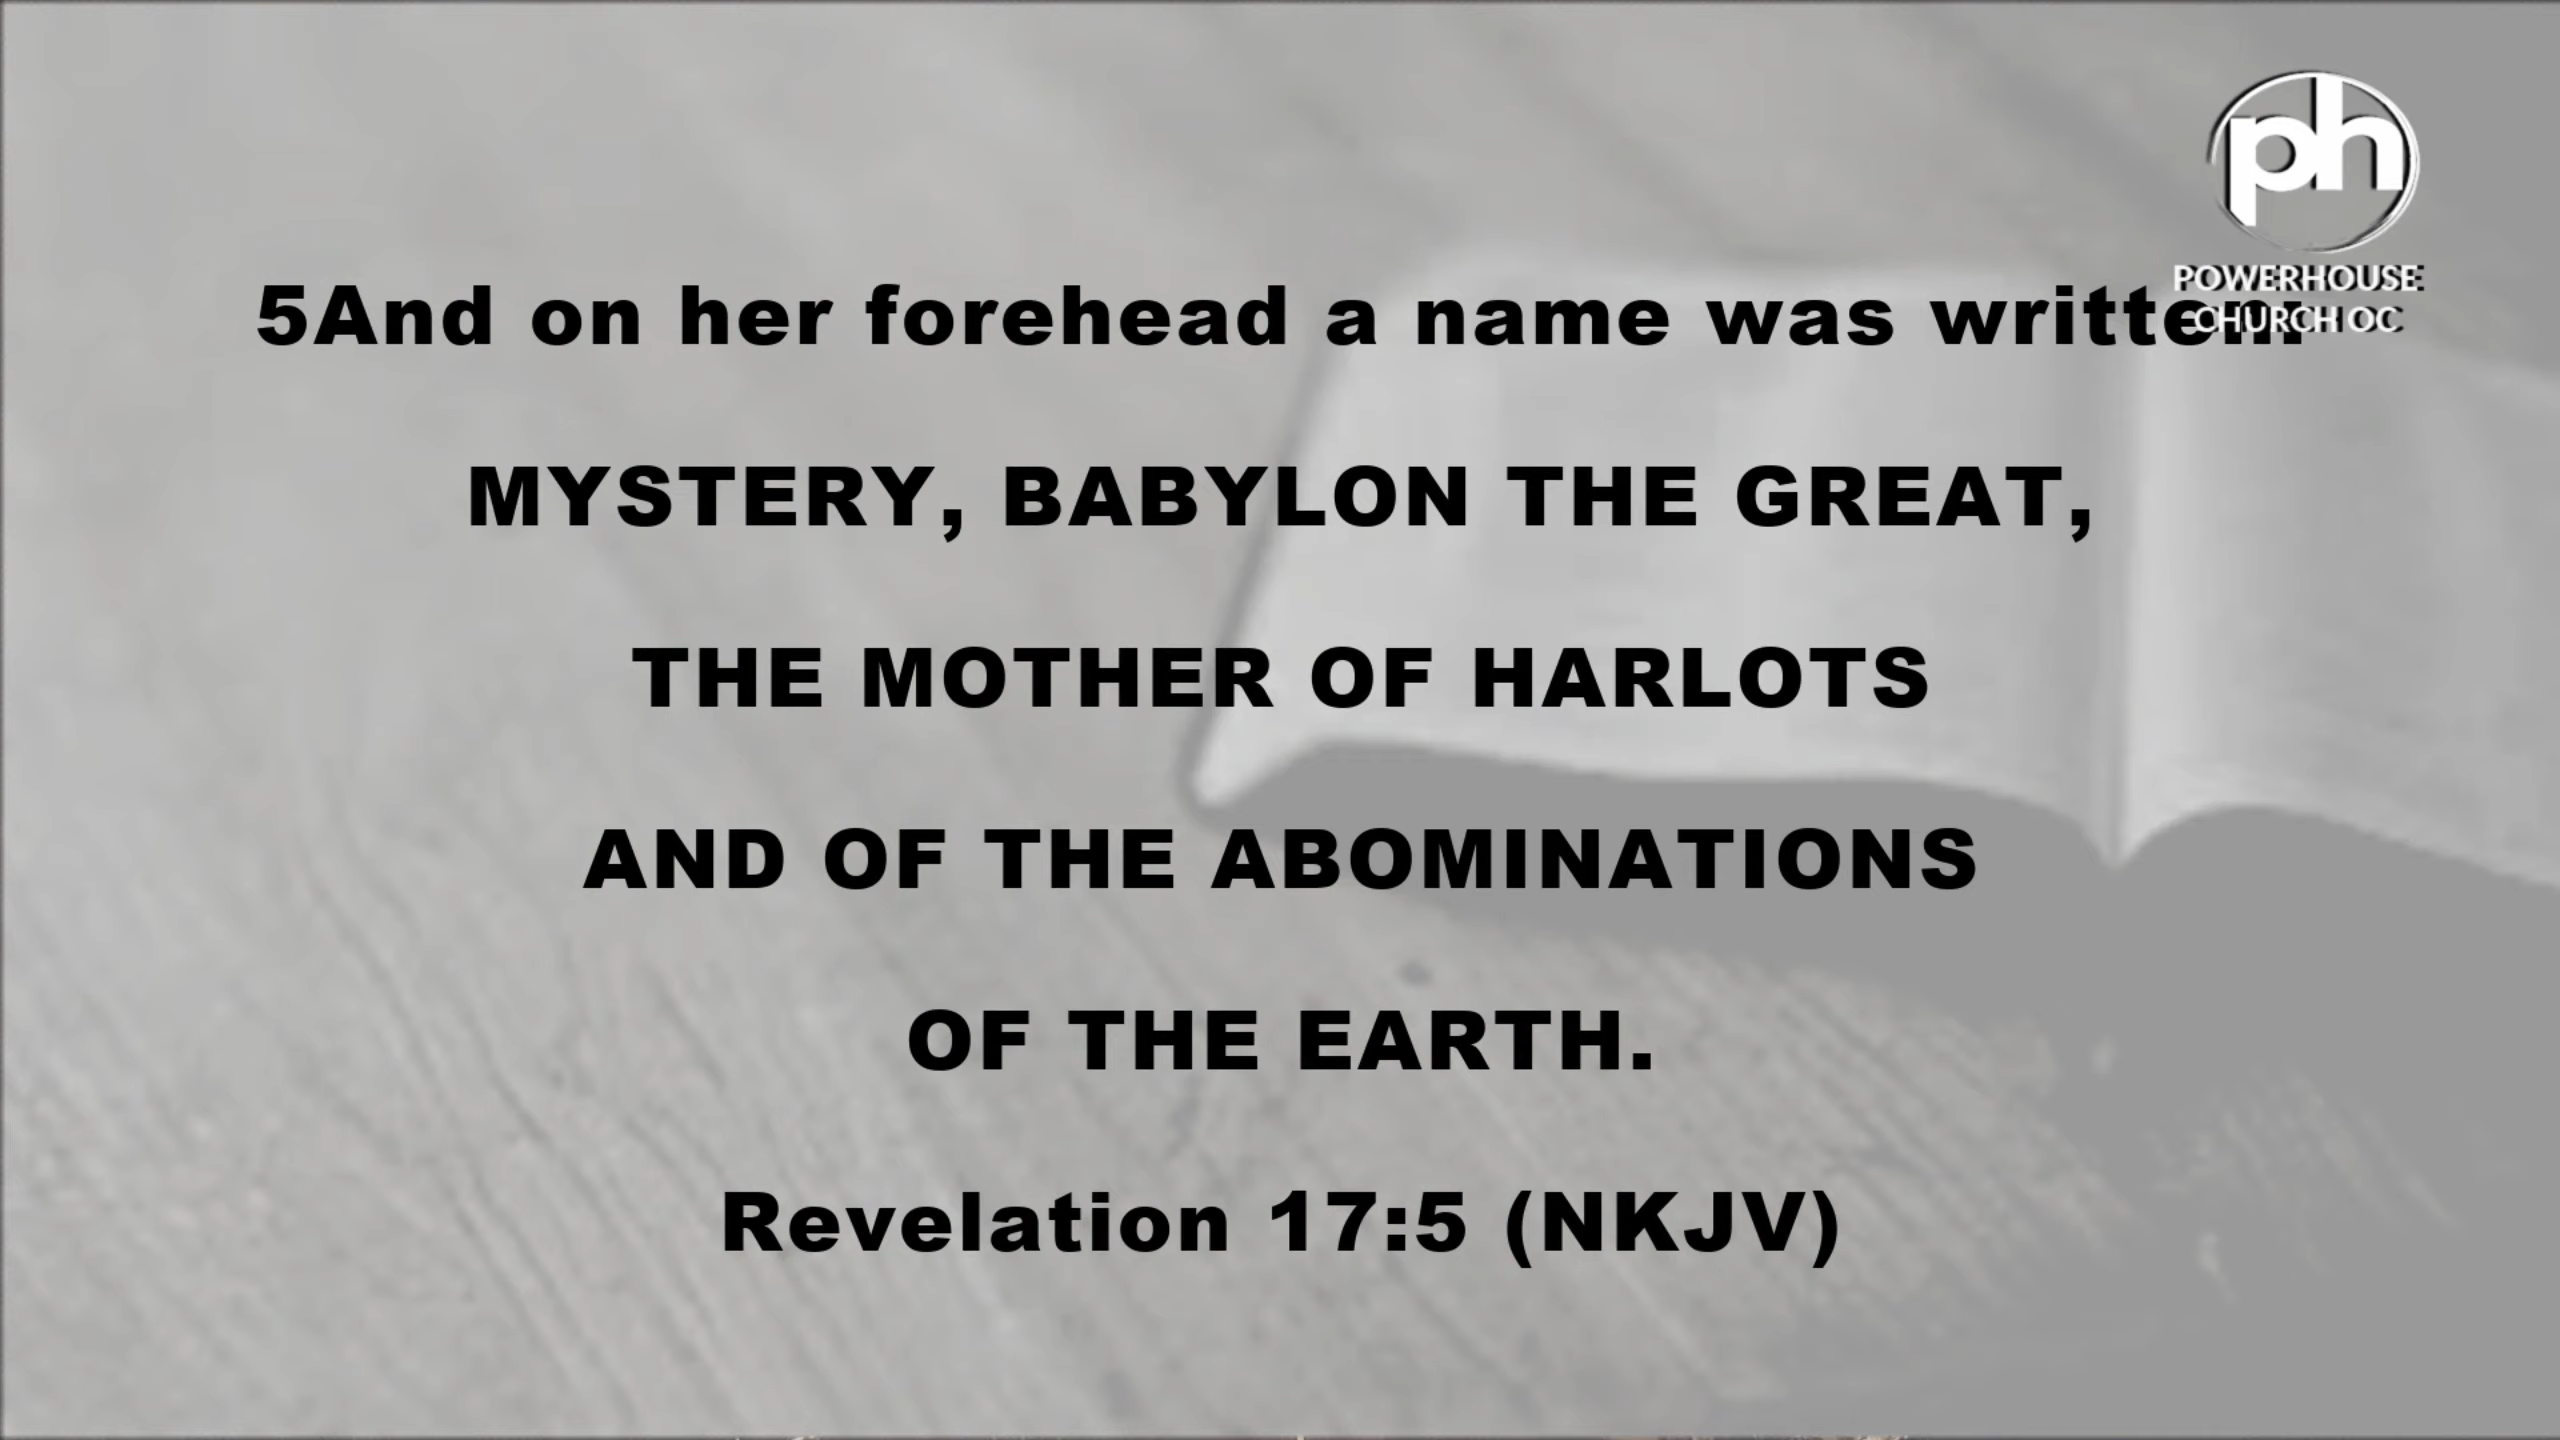 ph
POWERHOUSE
CHURCH OC
5And on her forehead a name was written:
MYSTERY, BABYLON THE GREAT,
THE MOTHER OF HARLOTS
AND OF THE ABOMINATIONS
OF THE EARTH.
Revelation 17:5 (NKJV)